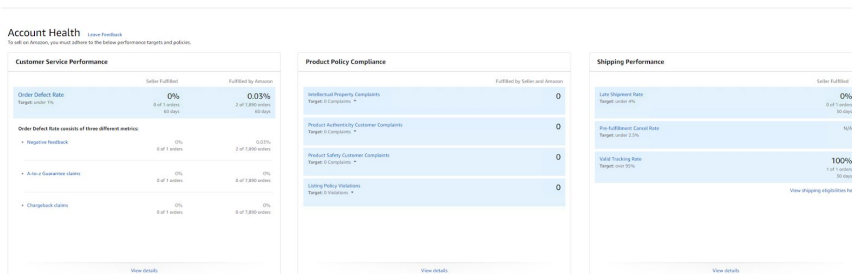 Account Health Leave Feedback
To sell on Amazon, you must adhere to the below performance targets and policies.
Customer Service Performance
Seller Fulfilled Fulfilled by Amazon
Order Defect Rate 0% 0.03%
Target: under 1% 0 of 1 orders 2 of 7,890 orders
60 days 60 days
Order Defect Rate consists of three different metrics:
• Negative feedback 0% 0.03%
0 of 1 orders 2 of 7,890 orders
• A-to-z Guarantee claims 0% 0%
0 of 1 orders 0 of 7,890 orders
• Chargeback claims 0% 0%
0 of 1 orders 0 of 7,890 orders
View details
Product Policy Compliance
Fulfilled by Seller and Amazon
Intellectual Property Complaints 0
Target: 0 Complaints
Product Authenticity Customer Complaints 0
Target: 0 Complaints
Product Safety Customer Complaints 0
Target: 0 Complaints
Listing Policy Violations 0
Target: 0 Violations
View details
Shipping Performance
Seller Fulfilled
Late Shipment Rate 0%
Target: under 4% 0 of 1 orders
Pre-fulfillment Cancel Rate N/A
Target: under 2.5%
Valid Tracking Rate 100%
Target: over 95% 1 of 1 orders
View shipping eligibilities he
View details